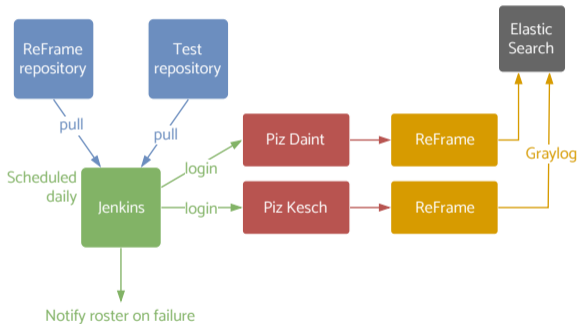 ReFrame
repository
Test
repository
Elastic
Search
pull
pull
Piz Daint
ReFrame
Graylog
login
Scheduled
daily
Jenkins
login
Piz Kesch
ReFrame
Notify roster on failure